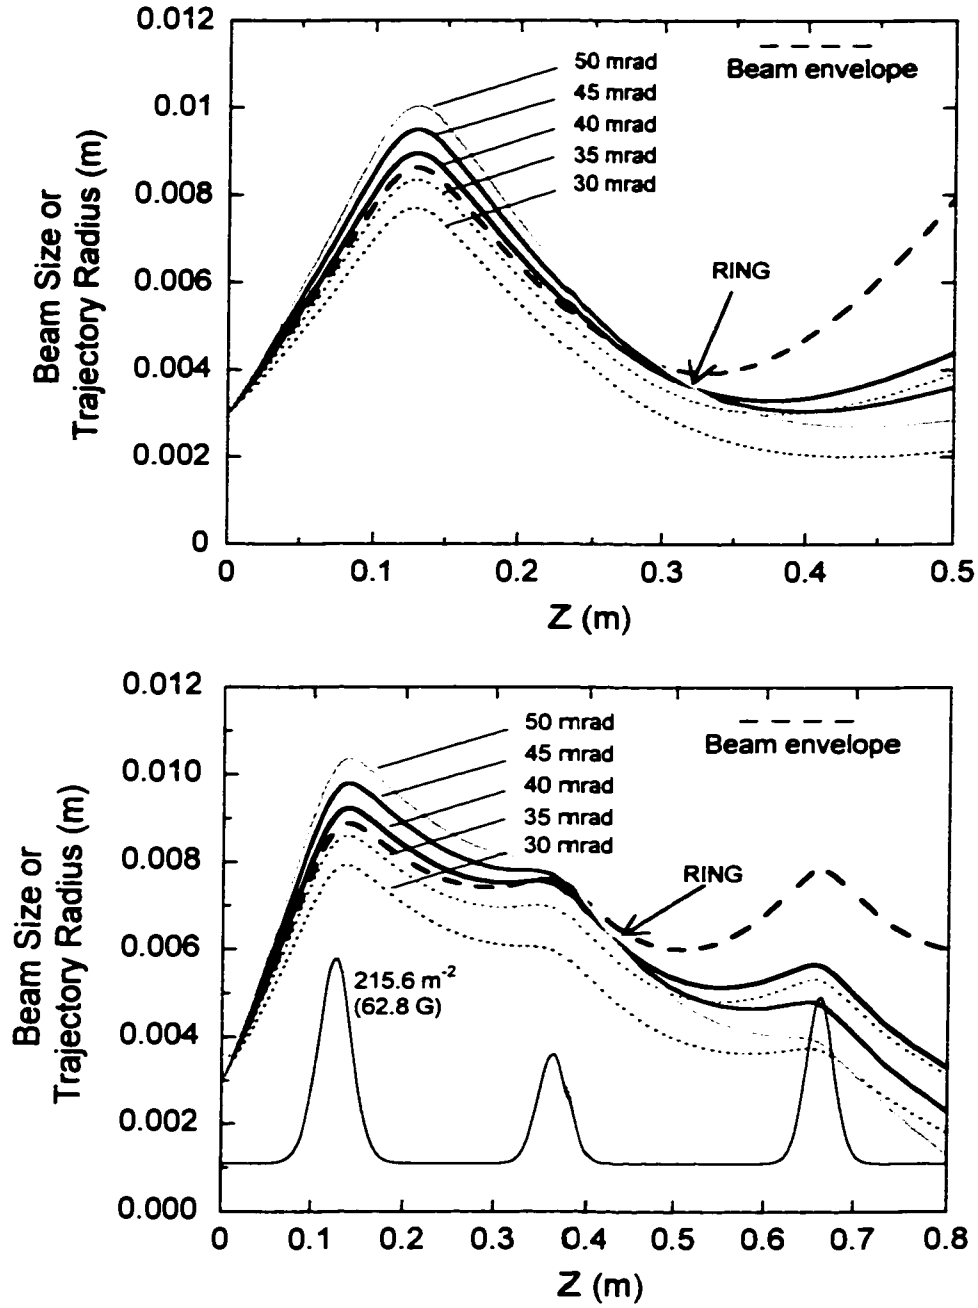 0.012
0.01
0.008
0.006
0.004
0.002
0
Beam Size or
Trajectory Radius (m)
50 mrad
45 mrad
40 mrad
35 mrad
30 mrad
Beam envelope
RING
0 0.1 0.2 0.3 0.4 0.5
Z (m)
0.012
0.010
0.008
0.006
0.004
0.002
0.000
Beam Size or
Trajectory Radius (m)
50 mrad
45 mrad
40 mrad
35 mrad
30 mrad
Beam envelope
RING
215.6 m⁻²
(62.8 G)
0 0.1 0.2 0.3 0.4 0.5 0.6 0.7 0.8
Z (m)